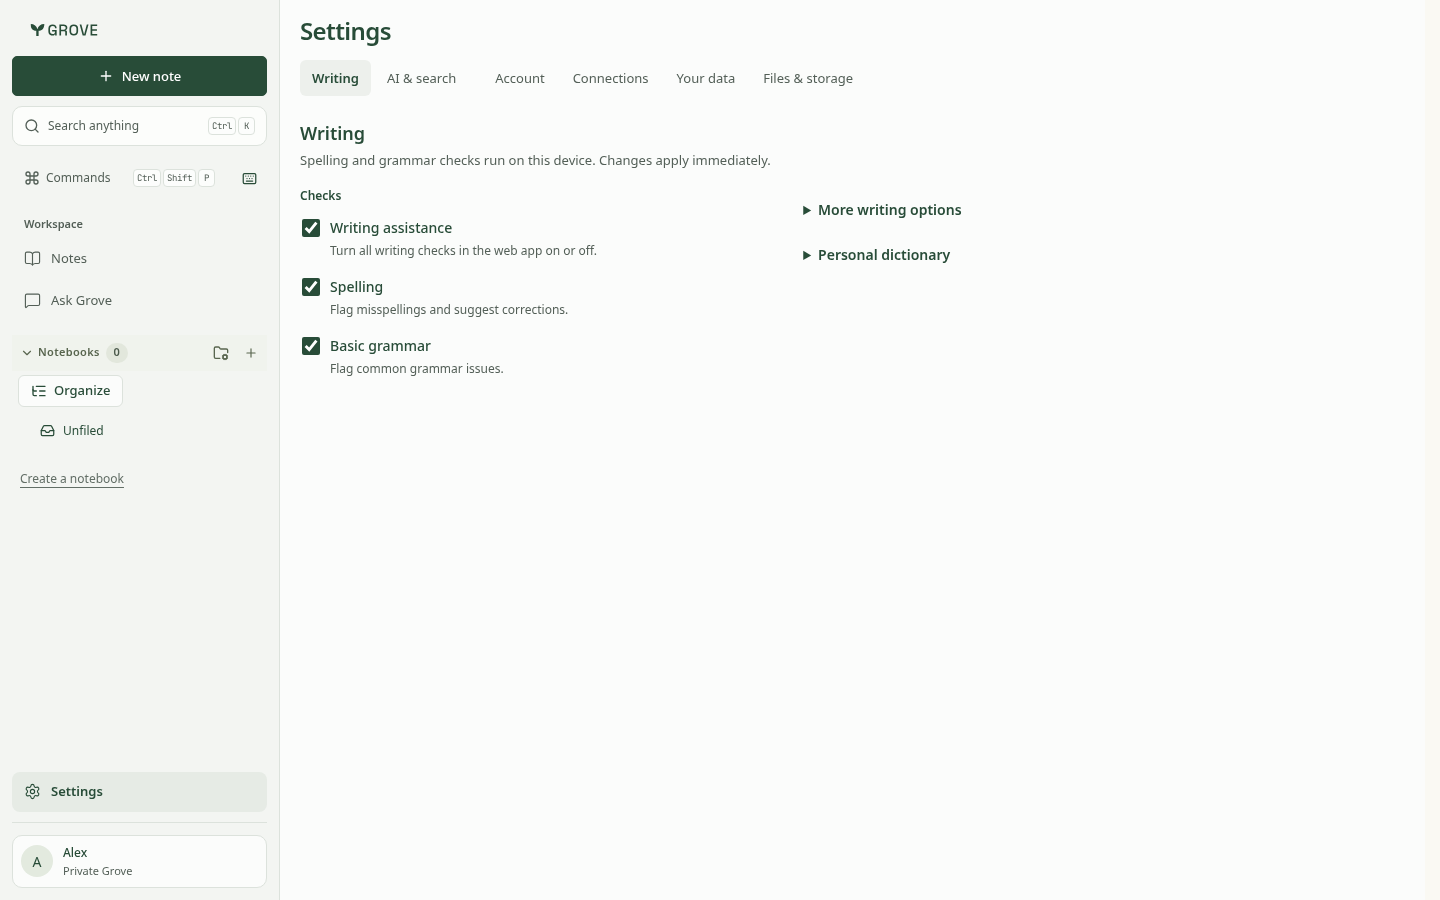 GROVE
New note
Search anything Ctrl K
Commands Ctrl Shift P
Workspace
Notes
Ask Grove
Notebooks 0
Organize
Unfiled
Create a notebook
Settings
A
Alex
Private Grove
Settings
Writing AI & search Account Connections Your data Files & storage
Writing
Spelling and grammar checks run on this device. Changes apply immediately.
Checks
Writing assistance
Turn all writing checks in the web app on or off.
Spelling
Flag misspellings and suggest corrections.
Basic grammar
Flag common grammar issues.
More writing options
Personal dictionary